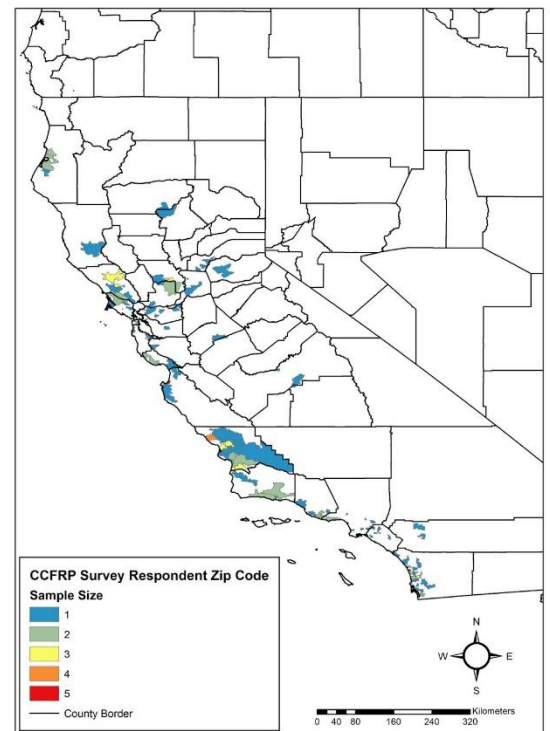 CCFRP Survey Respondent Zip Code
Sample Size
1
2
3
4
5
County Border
N
W E
S
Kilometers
0 40 80 160 240 320